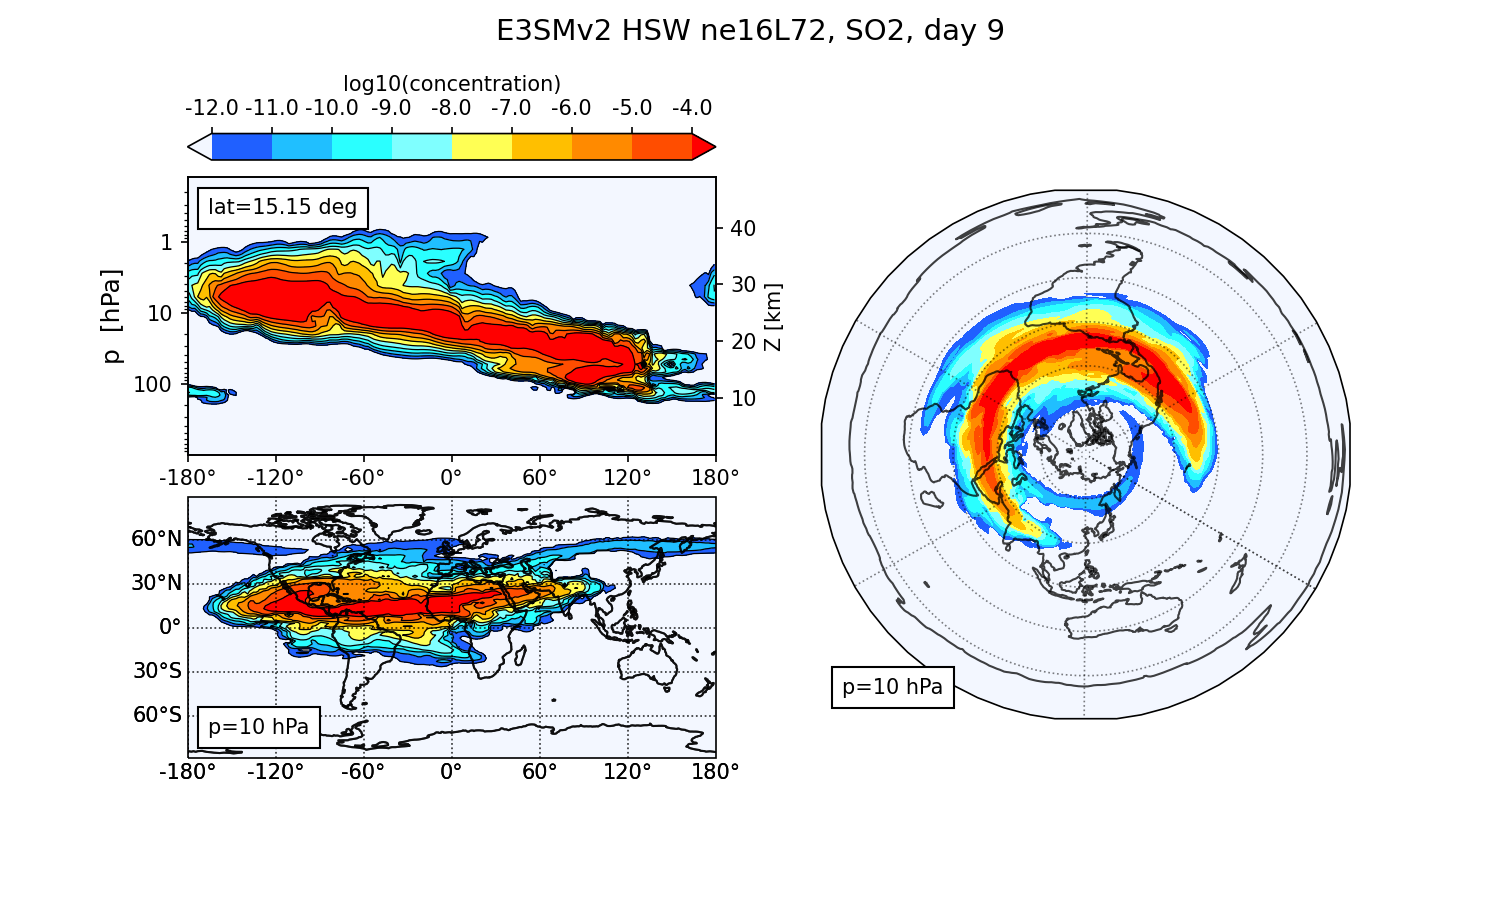 E3SMv2 HSW ne16L72, SO2, day 9
log10(concentration)
-12.0 -11.0 -10.0 -9.0 -8.0 -7.0 -6.0 -5.0 -4.0
lat=15.15 deg
1
10
100
p [hPa]
40
30
20
10
Z [km]
-180° -120° -60° 0° 60° 120° 180°
60°N
30°N
0°
30°S
60°S
p=10 hPa
-180° -120° -60° 0° 60° 120° 180°
p=10 hPa